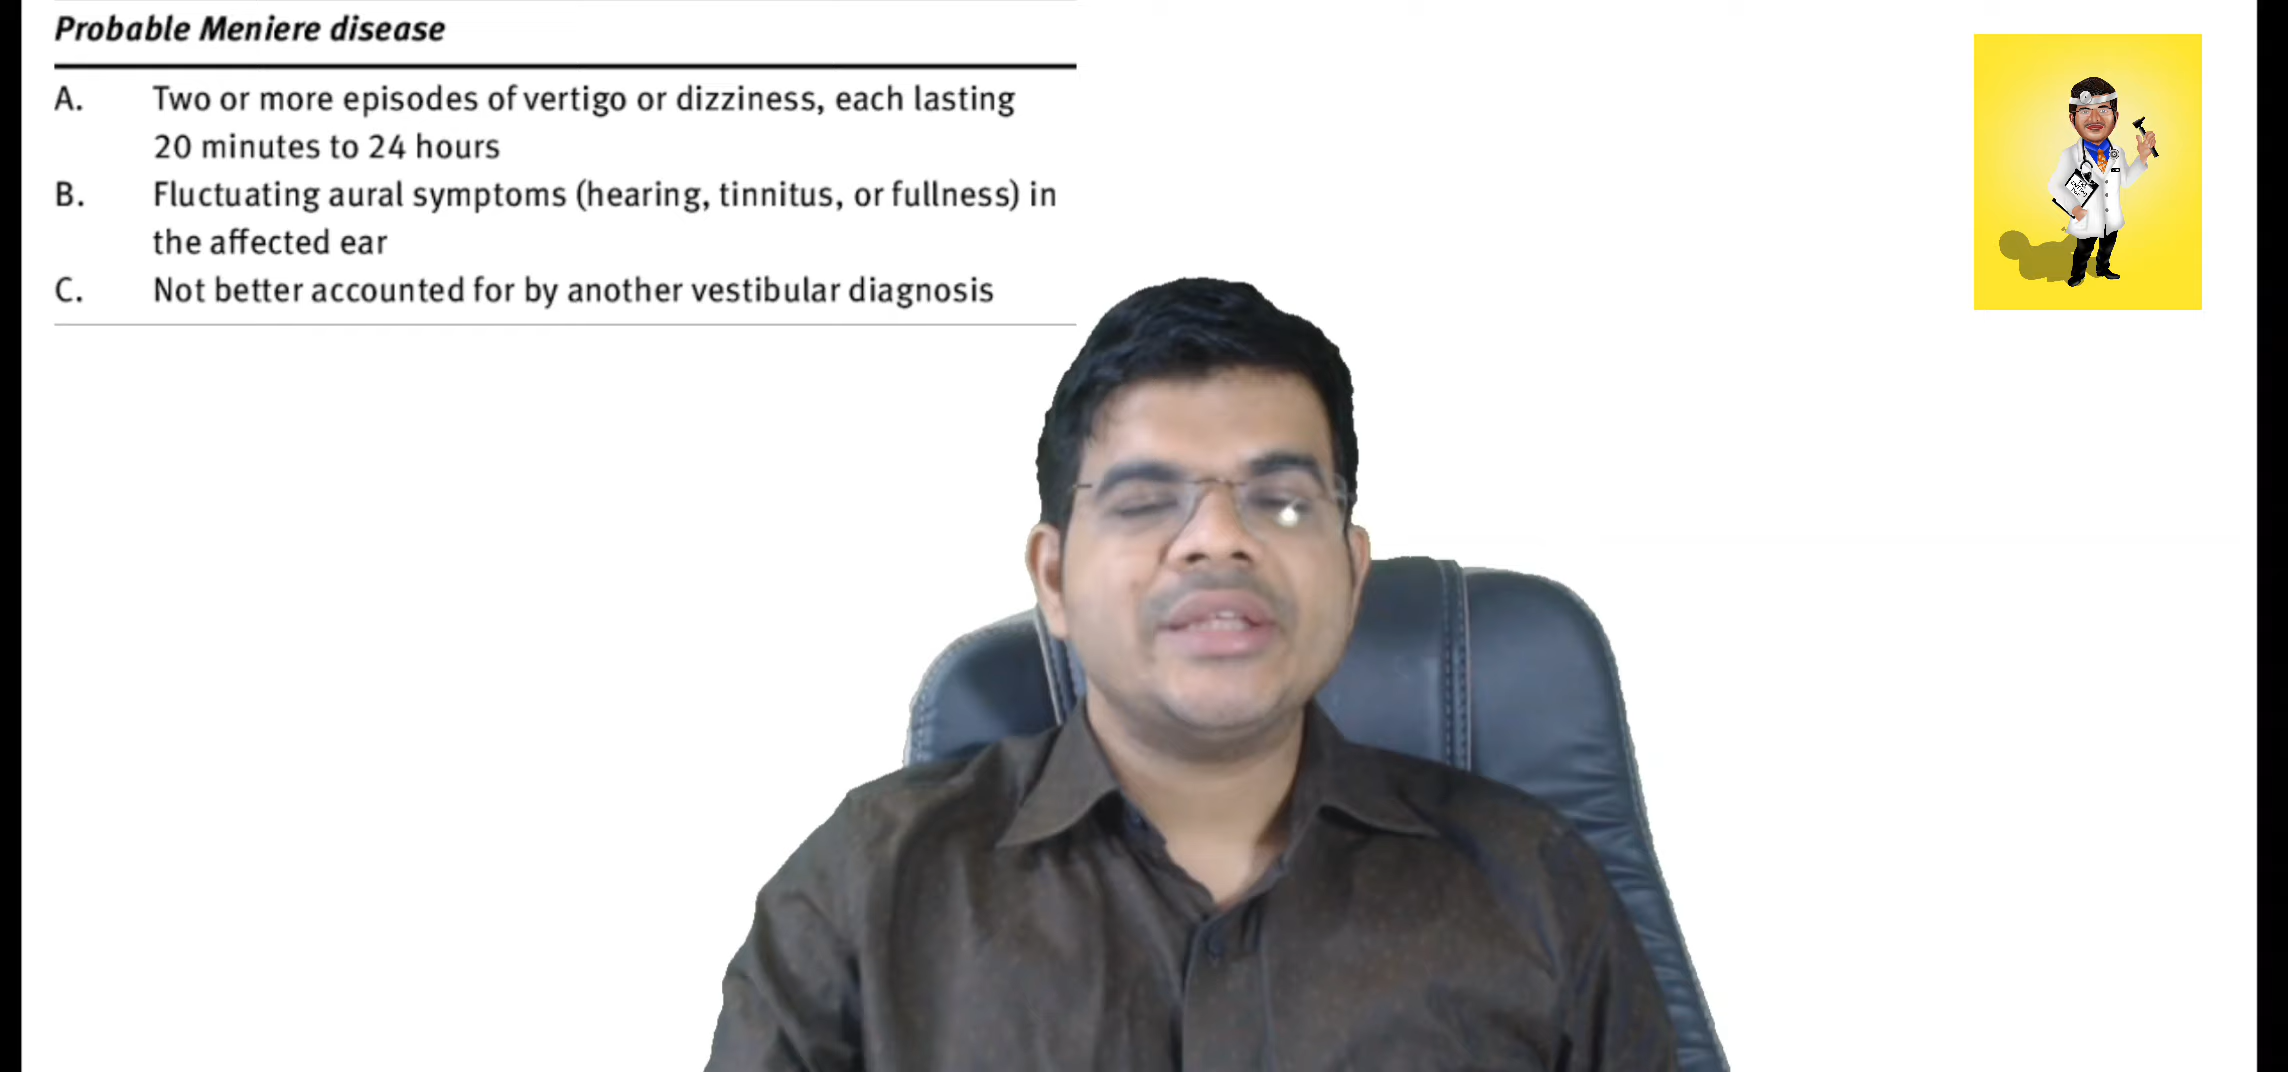 Probable Meniere disease
A. Two or more episodes of vertigo or dizziness, each lasting
20 minutes to 24 hours
B. Fluctuating aural symptoms (hearing, tinnitus, or fullness) in
the affected ear
C. Not better accounted for by another vestibular diagnosis